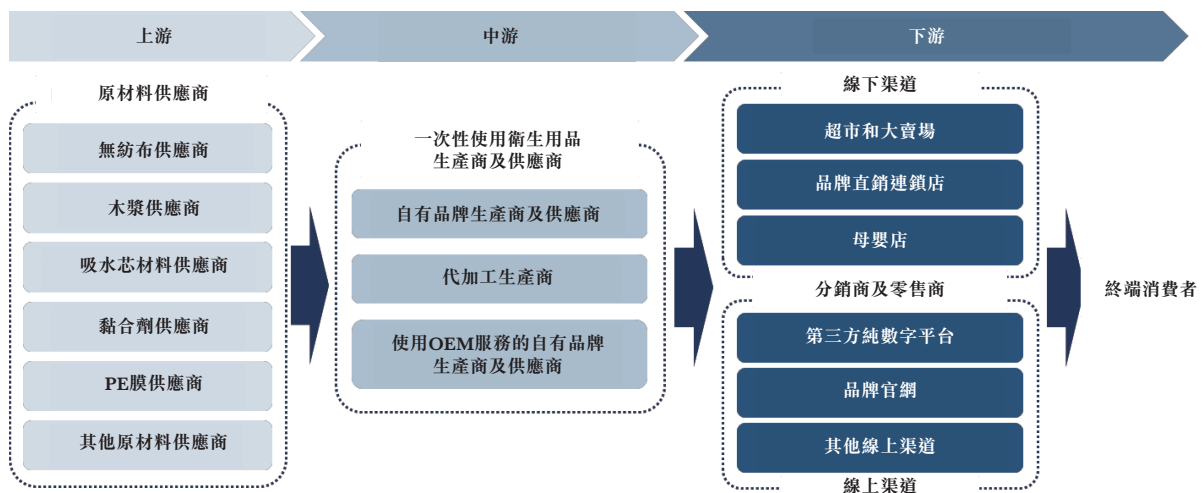 上游
中游
下游
原材料供應商
無紡布供應商
木漿供應商
吸水芯材料供應商
黏合劑供應商
PE膜供應商
其他原材料供應商
一次性使用衛生用品
生產商及供應商
自有品牌生產商及供應商
代加工生產商
使用OEM服務的自有品牌
生產商及供應商
線下渠道
超市和大賣場
品牌直銷連鎖店
母嬰店
分銷商及零售商
第三方純數字平台
品牌官網
其他線上渠道
線上渠道
終端消費者